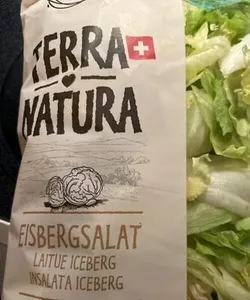 TERRA
NATURA
EISBERGSALAT
LAITUE ICEBERG
INSALATA ICEBERG